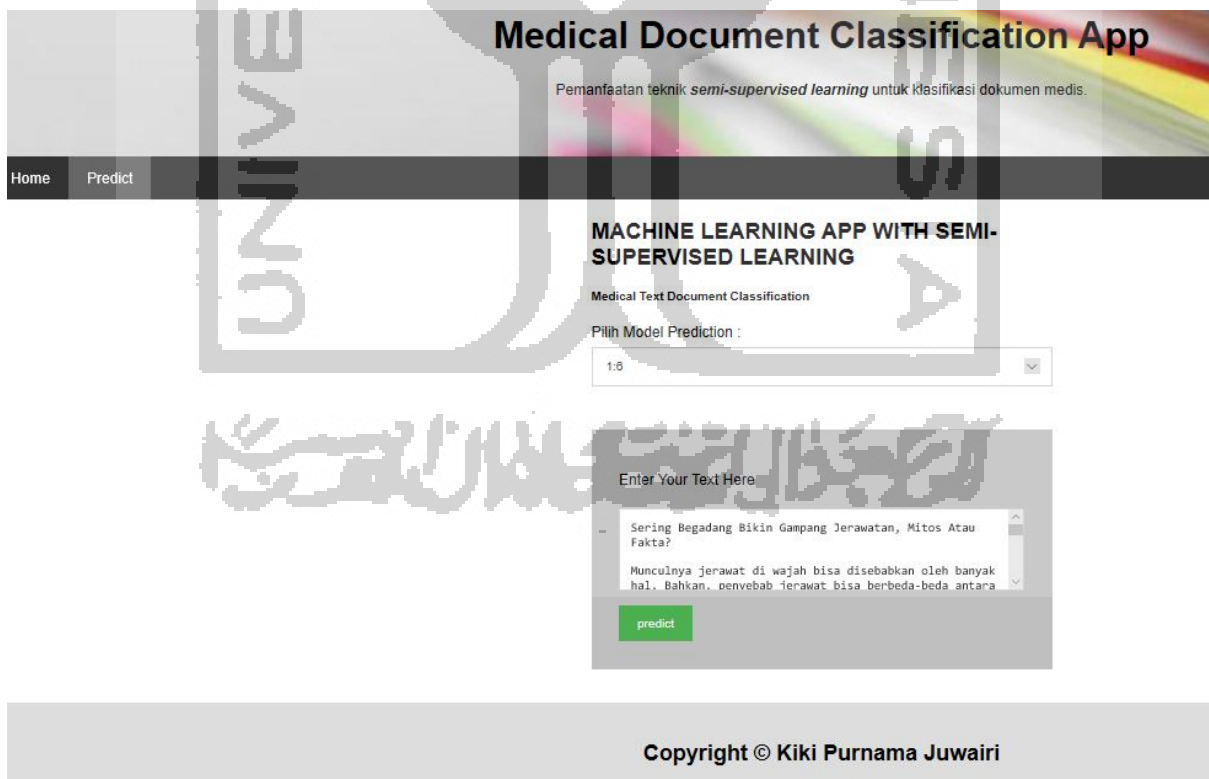 Medical Document Classification App
Pemanfaatan teknik semi-supervised learning untuk klasifikasi dokumen medis.
Home Predict
MACHINE LEARNING APP WITH SEMI-
SUPERVISED LEARNING
Medical Text Document Classification
Pilih Model Prediction :
1:6
Enter Your Text Here
Sering Begadang Bikin Gampang Jerawatan, Mitos Atau
Fakta?
Munculnya jerawat di wajah bisa disebabkan oleh banyak
hal. Bahkan, penyebab jerawat bisa berbeda-beda antara
predict
Copyright © Kiki Purnama Juwairi